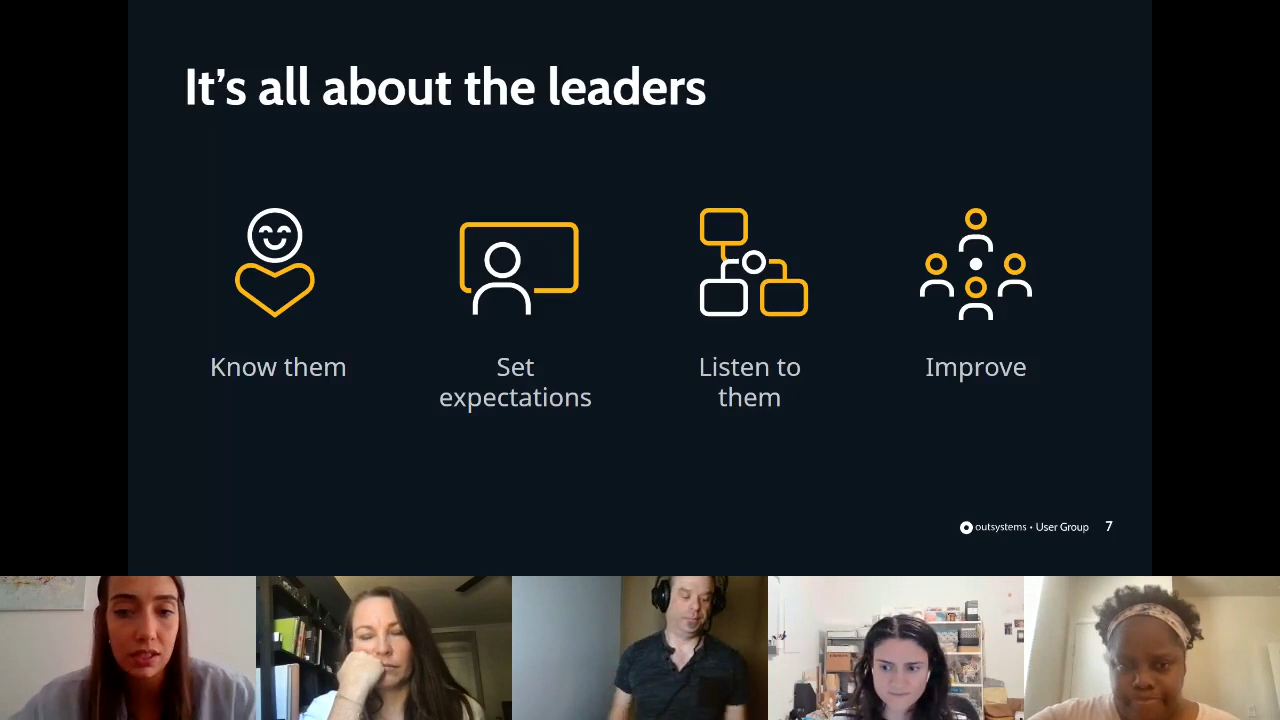 It's all about the leaders
Know them
Set
expectations
Listen to
them
Improve
outsystems • User Group 7